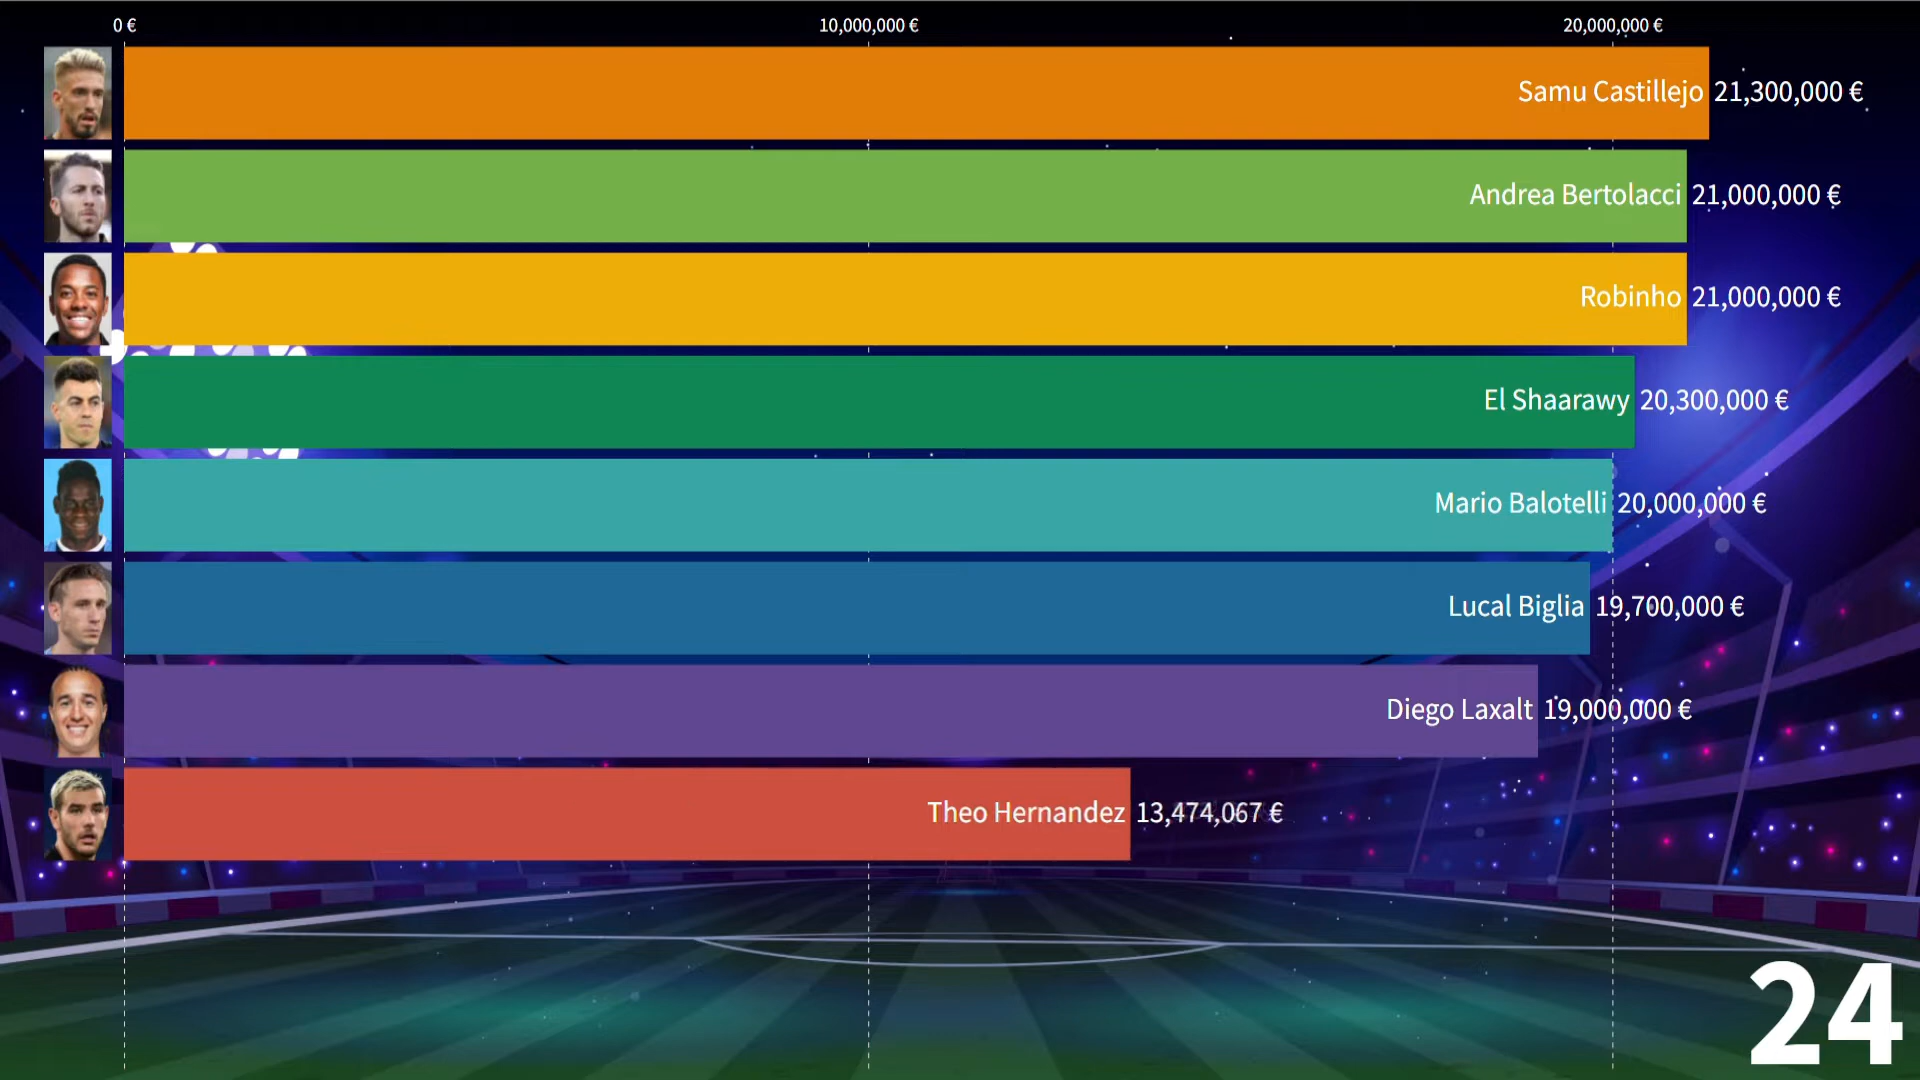 0 €
10,000,000 €
20,000,000 €
Samu Castillejo 21,300,000 €
Andrea Bertolacci 21,000,000 €
Robinho 21,000,000 €
El Shaarawy 20,300,000 €
Mario Balotelli 20,000,000 €
Lucal Biglia 19,700,000 €
Diego Laxalt 19,000,000 €
Theo Hernandez 13,474,067 €
24